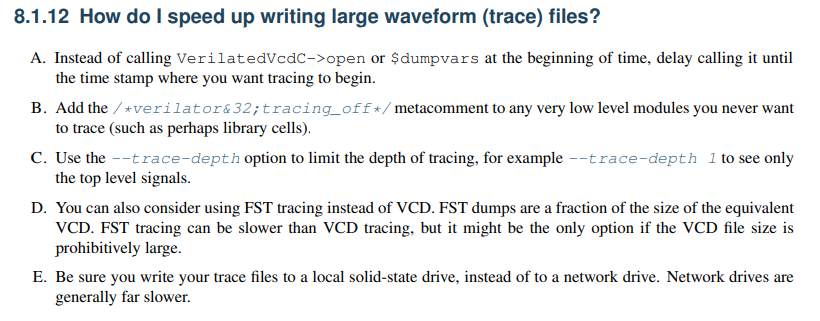 8.1.12 How do I speed up writing large waveform (trace) files?
A. Instead of calling VerilatedVcdC->open or $dumpvars at the beginning of time, delay calling it until
the time stamp where you want tracing to begin.
B. Add the /*verilator&32;tracing_off*/ metacomment to any very low level modules you never want
to trace (such as perhaps library cells).
C. Use the --trace-depth option to limit the depth of tracing, for example --trace-depth 1 to see only
the top level signals.
D. You can also consider using FST tracing instead of VCD. FST dumps are a fraction of the size of the equivalent
VCD. FST tracing can be slower than VCD tracing, but it might be the only option if the VCD file size is
prohibitively large.
E. Be sure you write your trace files to a local solid-state drive, instead of to a network drive. Network drives are
generally far slower.